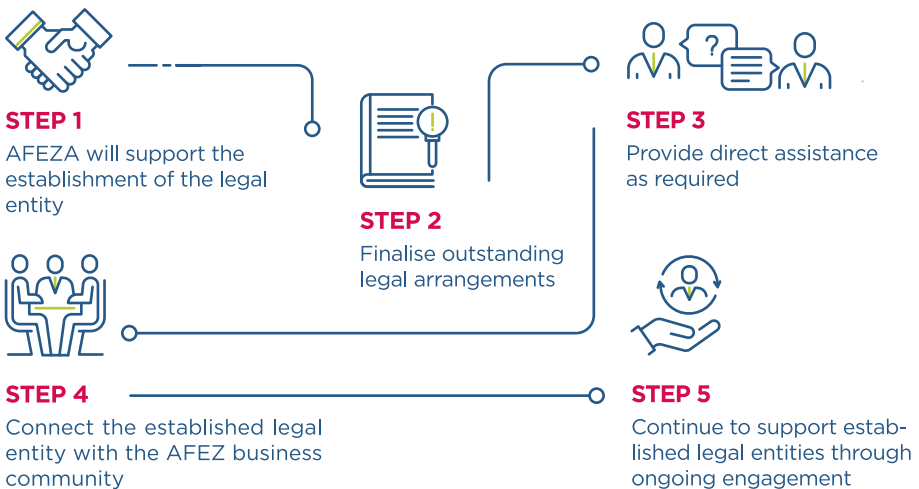 STEP 1
AFEZA will support the
establishment of the legal
entity
STEP 2
Finalise outstanding
legal arrangements
?
STEP 3
Provide direct assistance
as required
STEP 4
Connect the established legal
entity with the AFEZ business
community
STEP 5
Continue to support estab-
lished legal entities through
ongoing engagement